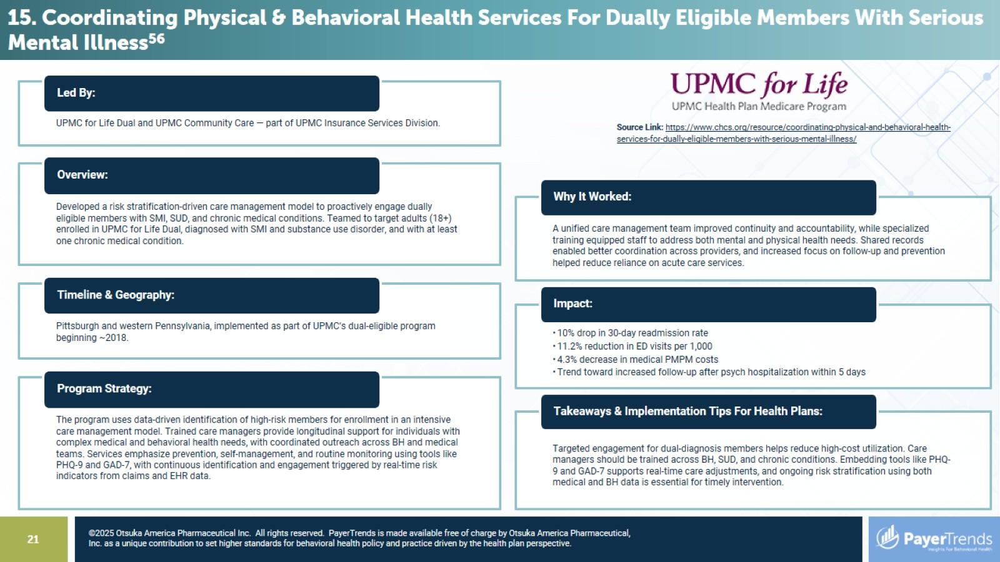 15. Coordinating Physical & Behavioral Health Services For Dually Eligible Members With Serious
Mental Illness⁵⁶
Led By:
UPMC for Life Dual and UPMC Community Care — part of UPMC Insurance Services Division.
Overview:
Developed a risk stratification-driven care management model to proactively engage dually
eligible members with SMI, SUD, and chronic medical conditions. Teamed to target adults (18+)
enrolled in UPMC for Life Dual, diagnosed with SMI and substance use disorder, and with at least
one chronic medical condition.
Timeline & Geography:
Pittsburgh and western Pennsylvania, implemented as part of UPMC's dual-eligible program
beginning ~2018.
Program Strategy:
The program uses data-driven identification of high-risk members for enrollment in an intensive
care management model. Trained care managers provide longitudinal support for individuals with
complex medical and behavioral health needs, with coordinated outreach across BH and medical
teams. Services emphasize prevention, self-management, and routine monitoring using tools like
PHQ-9 and GAD-7, with continuous identification and engagement triggered by real-time risk
indicators from claims and EHR data.
UPMC for Life
UPMC Health Plan Medicare Program
Source Link: https://www.chcs.org/resource/coordinating-physical-and-behavioral-health-
services-for-dually-eligible-members-with-serious-mental-illness/
Why It Worked:
A unified care management team improved continuity and accountability, while specialized
training equipped staff to address both mental and physical health needs. Shared records
enabled better coordination across providers, and increased focus on follow-up and prevention
helped reduce reliance on acute care services.
Impact:
• 10% drop in 30-day readmission rate
• 11.2% reduction in ED visits per 1,000
• 4.3% decrease in medical PMPM costs
• Trend toward increased follow-up after psych hospitalization within 5 days
Takeaways & Implementation Tips For Health Plans:
Targeted engagement for dual-diagnosis members helps reduce high-cost utilization. Care
managers should be trained across BH, SUD, and chronic conditions. Embedding tools like PHQ-
9 and GAD-7 supports real-time care adjustments, and ongoing risk stratification using both
medical and BH data is essential for timely intervention.
21
©2025 Otsuka America Pharmaceutical Inc. All rights reserved. PayerTrends is made available free of charge by Otsuka America Pharmaceutical,
Inc. as a unique contribution to set higher standards for behavioral health policy and practice driven by the health plan perspective.
PayerTrends
Insights For Behavioral Health